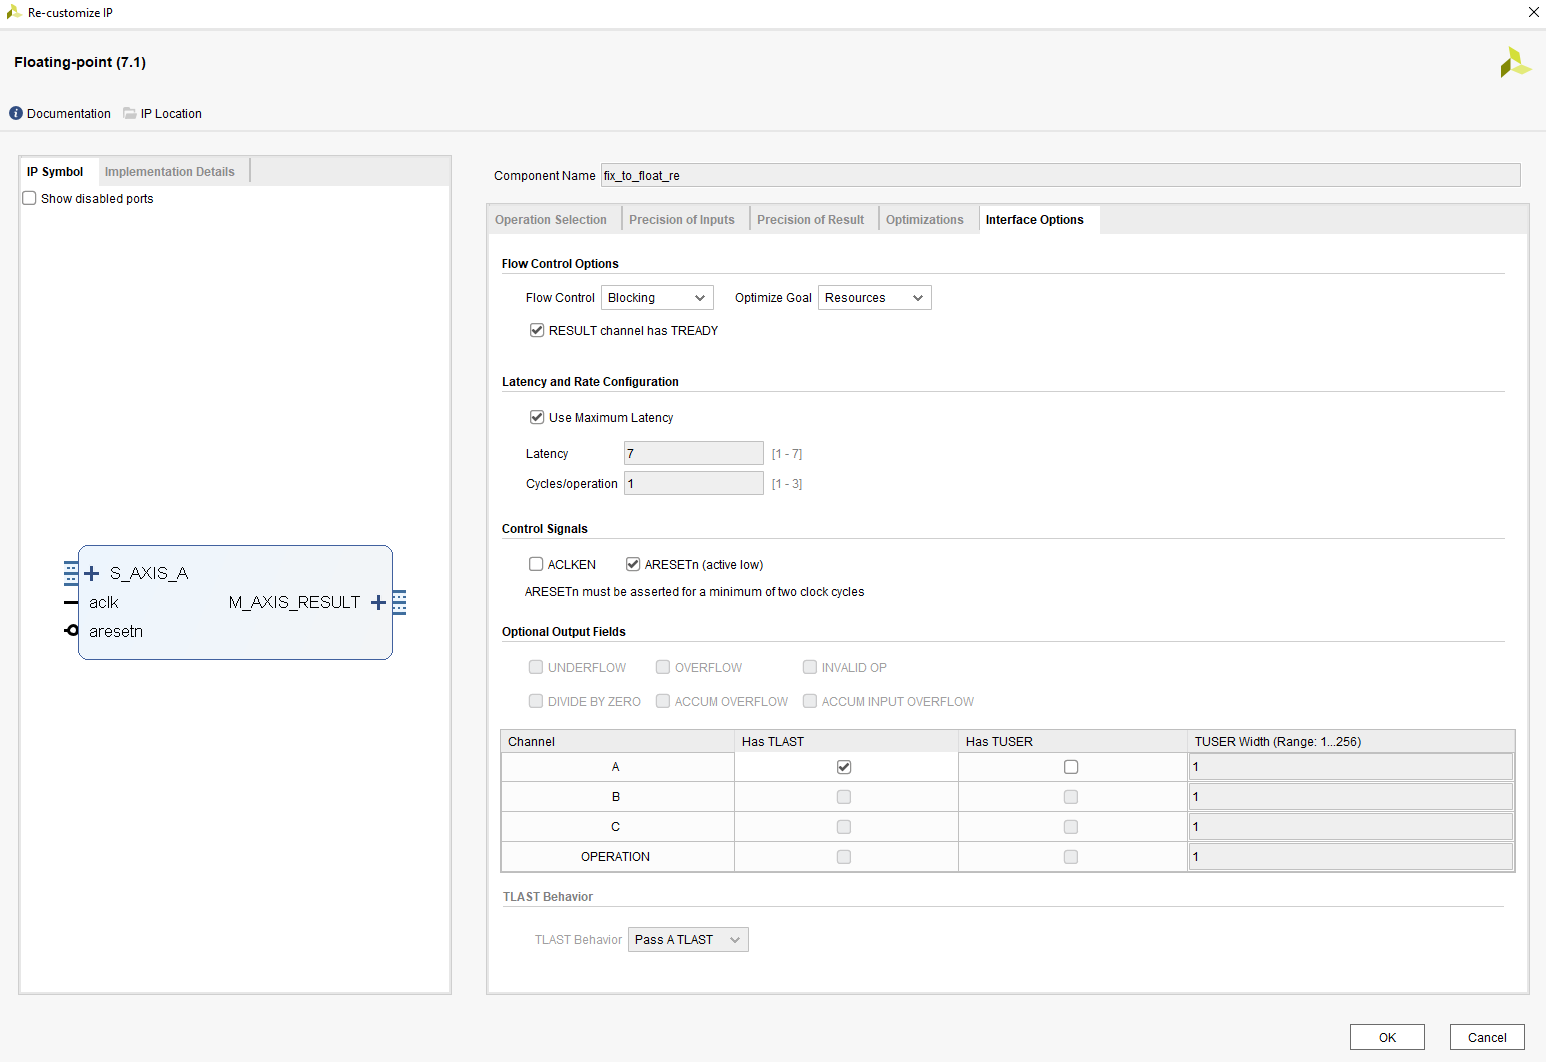 Re-customize IP
Floating-point (7.1)
Documentation IP Location
IP Symbol Implementation Details
Show disabled ports
S_AXIS_A
aclk M_AXIS_RESULT
aresetn
Component Name fix_to_float_re
Operation Selection Precision of Inputs Precision of Result Optimizations Interface Options
Flow Control Options
Flow Control Blocking Optimize Goal Resources
RESULT channel has TREADY
Latency and Rate Configuration
Use Maximum Latency
Latency 7 [1 - 7]
Cycles/operation 1 [1 - 3]
Control Signals
ACLKEN ARESETn (active low)
ARESETn must be asserted for a minimum of two clock cycles
Optional Output Fields
UNDERFLOW OVERFLOW INVALID OP
DIVIDE BY ZERO ACCUM OVERFLOW ACCUM INPUT OVERFLOW
Channel Has TLAST Has TUSER TUSER Width (Range: 1...256)
A 1
B 1
C 1
OPERATION 1
TLAST Behavior
TLAST Behavior Pass A TLAST
OK Cancel